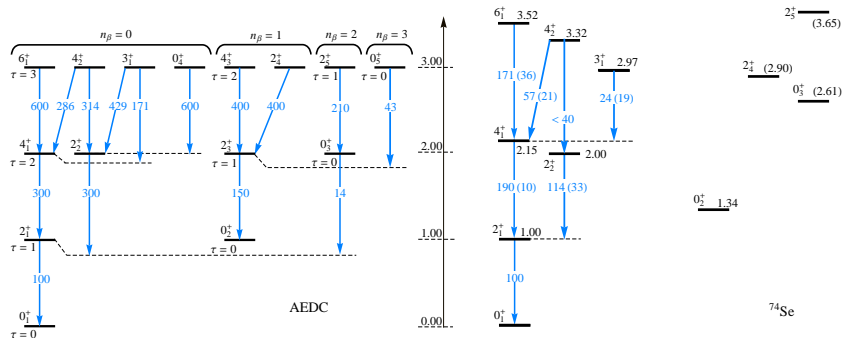 n_β = 0 n_β = 1 n_β = 2 n_β = 3
6₁⁺ 4₂⁺ 3₁⁺ 0₄⁺ 4₃⁺ 2₄⁺ 2₅⁺ 0₅⁺
τ = 3 τ = 2 τ = 1 τ = 0
600 286 314 429 171 600 400 400 210 43
4₁⁺ 2₂⁺ 2₃⁺ 0₃⁺
τ = 2 τ = 1 τ = 0
300 300 150 14
2₁⁺ 0₂⁺
τ = 1 τ = 0
100
AEDC
0₁⁺
τ = 0
3.00
2.00
1.00
0.00
6₁⁺ 3.52 4₂⁺ 3.32 3₁⁺ 2.97
171 (36) 57 (21) < 40 24 (19)
4₁⁺ 2.15 2₂⁺ 2.00
190 (10) 114 (33)
2₁⁺ 1.00
100
0₁⁺
2₅⁺ (3.65)
2₄⁺ (2.90)
0₃⁺ (2.61)
0₂⁺ 1.34
⁷⁴Se